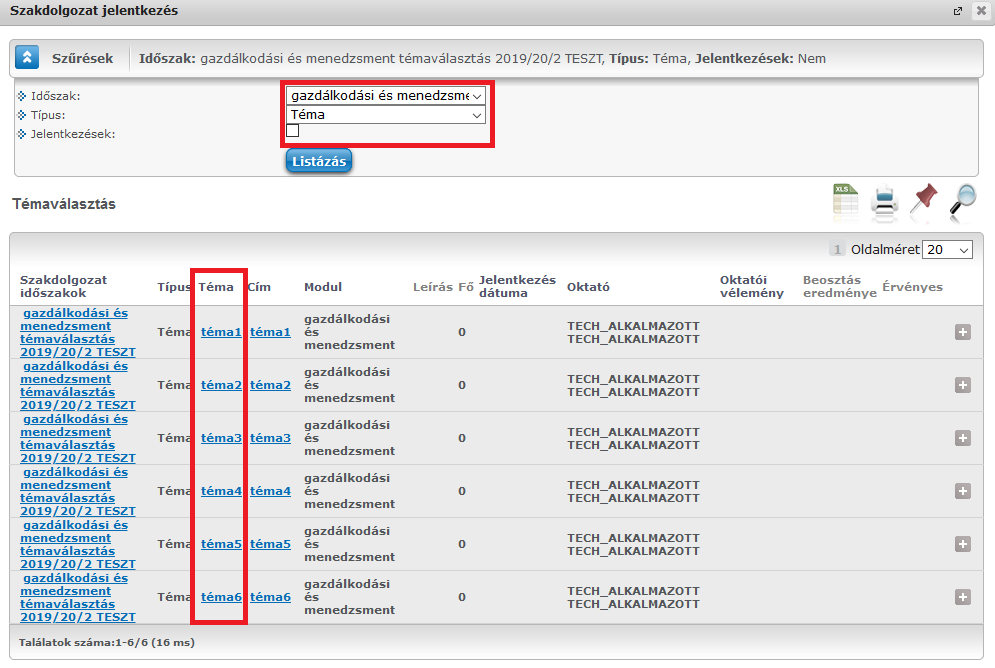 Szakdolgozat jelentkezés
Szűrések Időszak: gazdálkodási és menedzsment témaválasztás 2019/20/2 TESZT, Típus: Téma, Jelentkezések: Nem
Időszak: gazdálkodási és menedzsme
Típus: Téma
Jelentkezések:
Listázás
Témaválasztás
XLS
1 Oldalméret 20
Szakdolgozat időszakok Típus Téma Cím Modul Leírás Fő Jelentkezés dátuma Oktató Oktatói vélemény Beosztás eredménye Érvényes
gazdálkodási és
menedzsment
témaválasztás
2019/20/2 TESZT
Téma téma1 téma1
gazdálkodási
és
menedzsment
0
TECH_ALKALMAZOTT
TECH_ALKALMAZOTT
gazdálkodási és
menedzsment
témaválasztás
2019/20/2 TESZT
Téma téma2 téma2
gazdálkodási
és
menedzsment
0
TECH_ALKALMAZOTT
TECH_ALKALMAZOTT
gazdálkodási és
menedzsment
témaválasztás
2019/20/2 TESZT
Téma téma3 téma3
gazdálkodási
és
menedzsment
0
TECH_ALKALMAZOTT
TECH_ALKALMAZOTT
gazdálkodási és
menedzsment
témaválasztás
2019/20/2 TESZT
Téma téma4 téma4
gazdálkodási
és
menedzsment
0
TECH_ALKALMAZOTT
TECH_ALKALMAZOTT
gazdálkodási és
menedzsment
témaválasztás
2019/20/2 TESZT
Téma téma5 téma5
gazdálkodási
és
menedzsment
0
TECH_ALKALMAZOTT
TECH_ALKALMAZOTT
gazdálkodási és
menedzsment
témaválasztás
2019/20/2 TESZT
Téma téma6 téma6
gazdálkodási
és
menedzsment
0
TECH_ALKALMAZOTT
TECH_ALKALMAZOTT
Találatok száma:1-6/6 (16 ms)